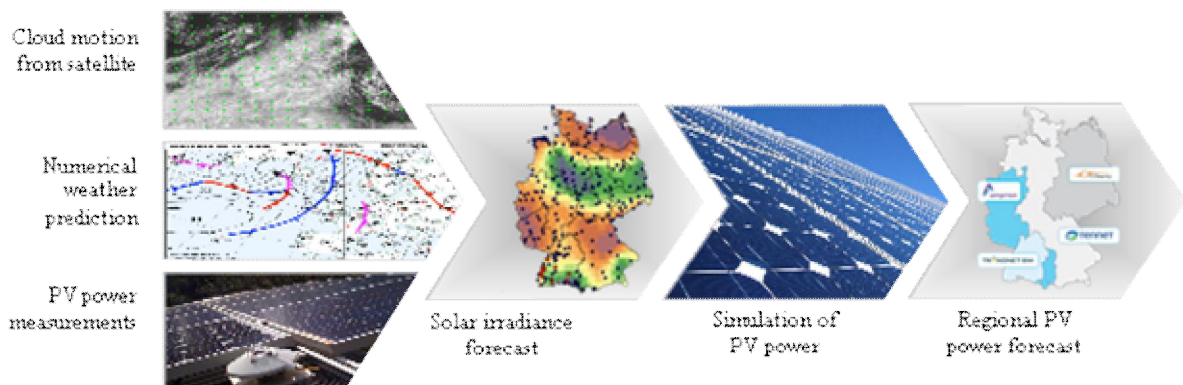 Cloud motion
from satellite
Numerical
weather
prediction
PV power
measurements
Solar irradiance
forecast
Simulation of
PV power
Regional PV
power forecast
TENNET